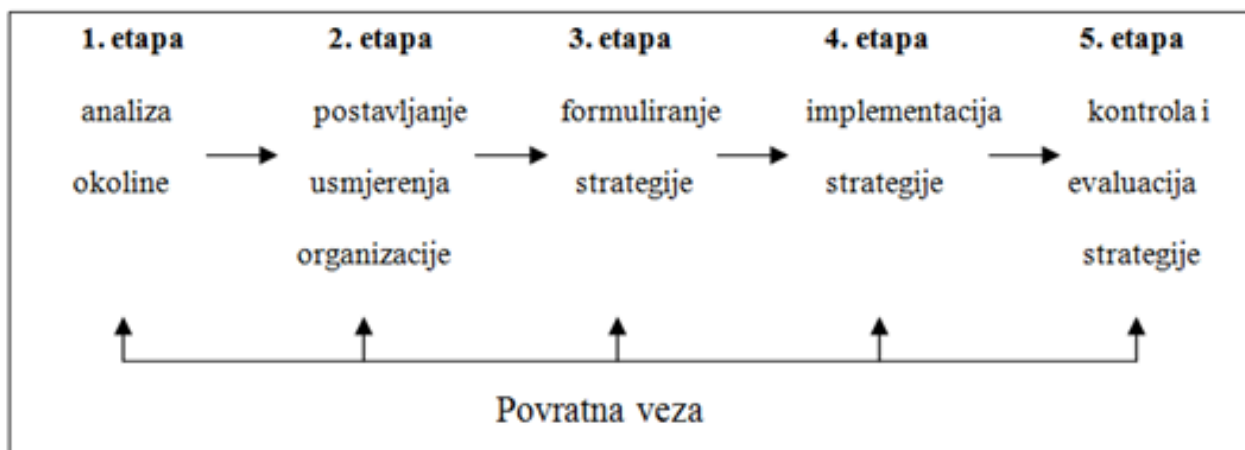 1. etapa 2. etapa 3. etapa 4. etapa 5. etapa
analiza postavljanje formuliranje implementacija kontrola i
okoline usmjerenja strategije strategije evaluacija
organizacije strategije
Povratna veza